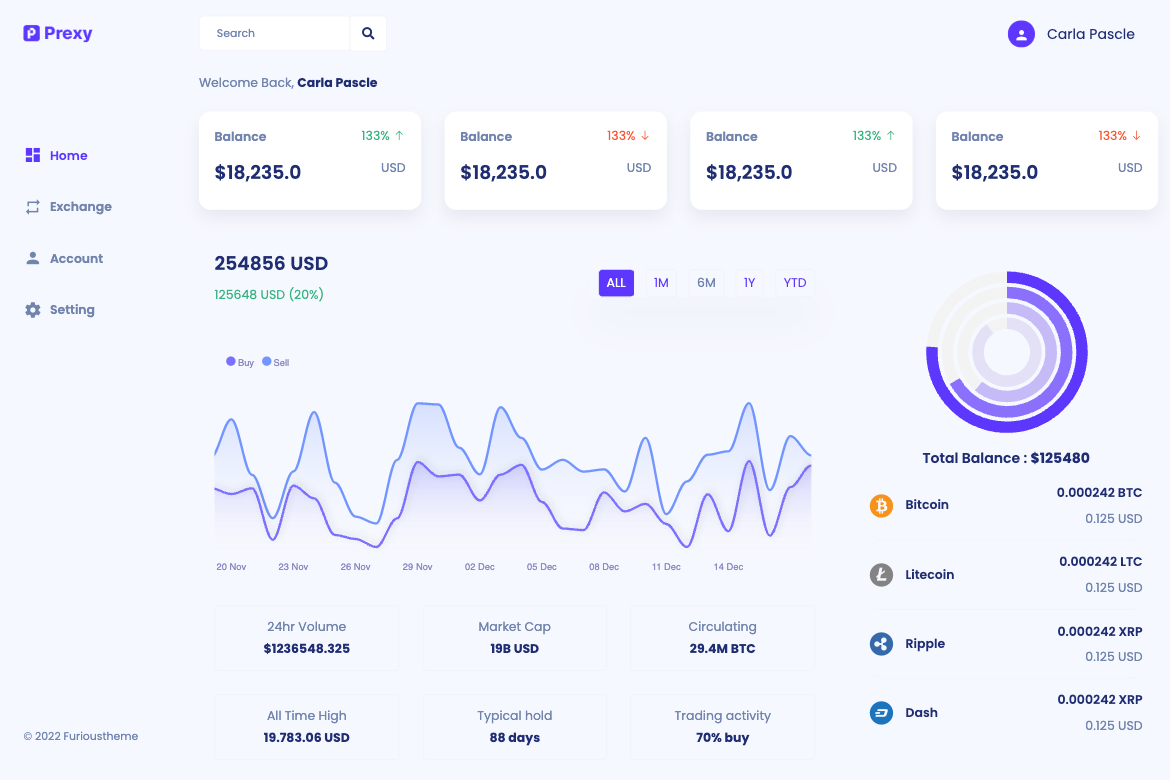 Prexy
Search
Carla Pascle
Welcome Back, Carla Pascle
Home
Exchange
Account
Setting
© 2022 Furioustheme
Balance 133% ↑
$18,235.0 USD
Balance 133% ↓
$18,235.0 USD
Balance 133% ↑
$18,235.0 USD
Balance 133% ↓
$18,235.0 USD
254856 USD
125648 USD (20%)
ALL 1M 6M 1Y YTD
Buy Sell
20 Nov 23 Nov 26 Nov 29 Nov 02 Dec 05 Dec 08 Dec 11 Dec 14 Dec
24hr Volume
$1236548.325
Market Cap
19B USD
Circulating
29.4M BTC
All Time High
19.783.06 USD
Typical hold
88 days
Trading activity
70% buy
Total Balance : $125480
Bitcoin
0.000242 BTC
0.125 USD
Litecoin
0.000242 LTC
0.125 USD
Ripple
0.000242 XRP
0.125 USD
Dash
0.000242 XRP
0.125 USD